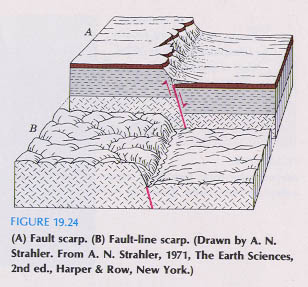 A
B
FIGURE 19.24
(A) Fault scarp. (B) Fault-line scarp. (Drawn by A. N.
Strahler. From A. N. Strahler, 1971, The Earth Sciences,
2nd ed., Harper & Row, New York.)